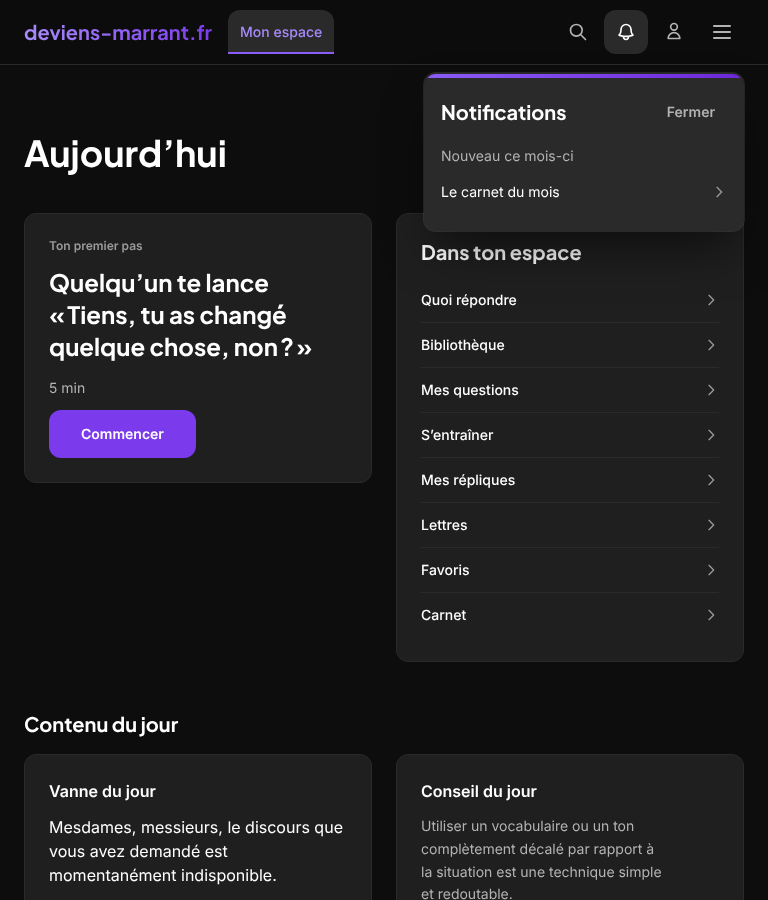 deviens-marrant.fr
Mon espace
Notifications
Fermer
Nouveau ce mois-ci
Le carnet du mois
Aujourd’hui
Ton premier pas
Quelqu’un te lance
« Tiens, tu as changé
quelque chose, non ? »
5 min
Commencer
Dans ton espace
Quoi répondre
Bibliothèque
Mes questions
S’entraîner
Mes répliques
Lettres
Favoris
Carnet
Contenu du jour
Vanne du jour
Mesdames, messieurs, le discours que
vous avez demandé est
momentanément indisponible.
Conseil du jour
Utiliser un vocabulaire ou un ton
complètement décalé par rapport à
la situation est une technique simple
et redoutable.